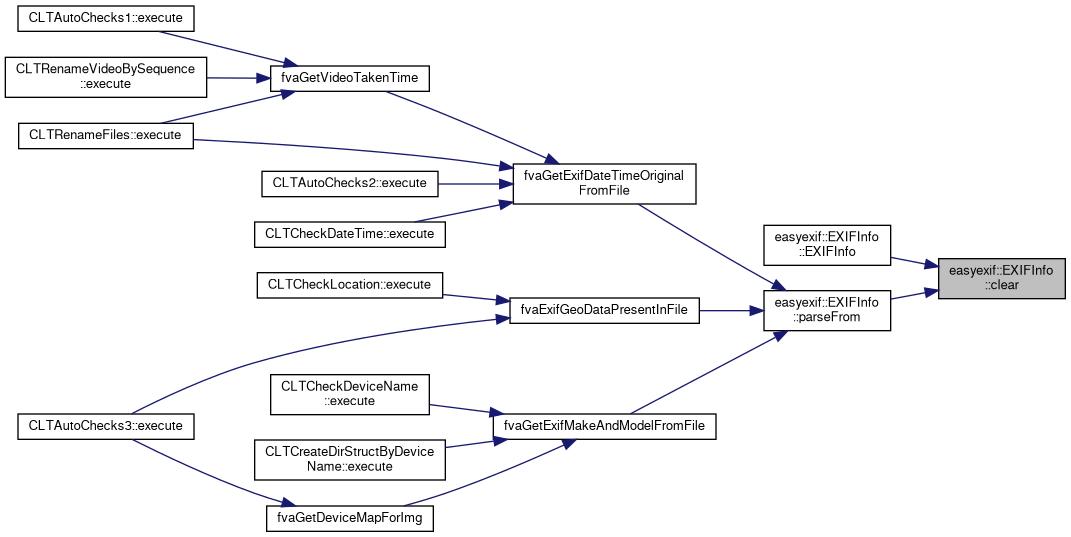 CLTAutoChecks1::execute
CLTRenameVideoBySequence
::execute
fvaGetVideoTakenTime
CLTRenameFiles::execute
fvaGetExifDateTimeOriginal
FromFile
CLTAutoChecks2::execute
CLTCheckDateTime::execute
easyexif::EXIFInfo
::EXIFInfo
easyexif::EXIFInfo
::clear
CLTCheckLocation::execute
fvaExifGeoDataPresentInFile
easyexif::EXIFInfo
::parseFrom
CLTCheckDeviceName
::execute
CLTAutoChecks3::execute
fvaGetExifMakeAndModelFromFile
CLTCreateDirStructByDevice
Name::execute
fvaGetDeviceMapForImg